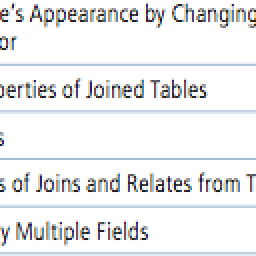 e's Appearance by Changing
or
perties of Joined Tables
s
s of Joins and Relates from T
y Multiple Fields